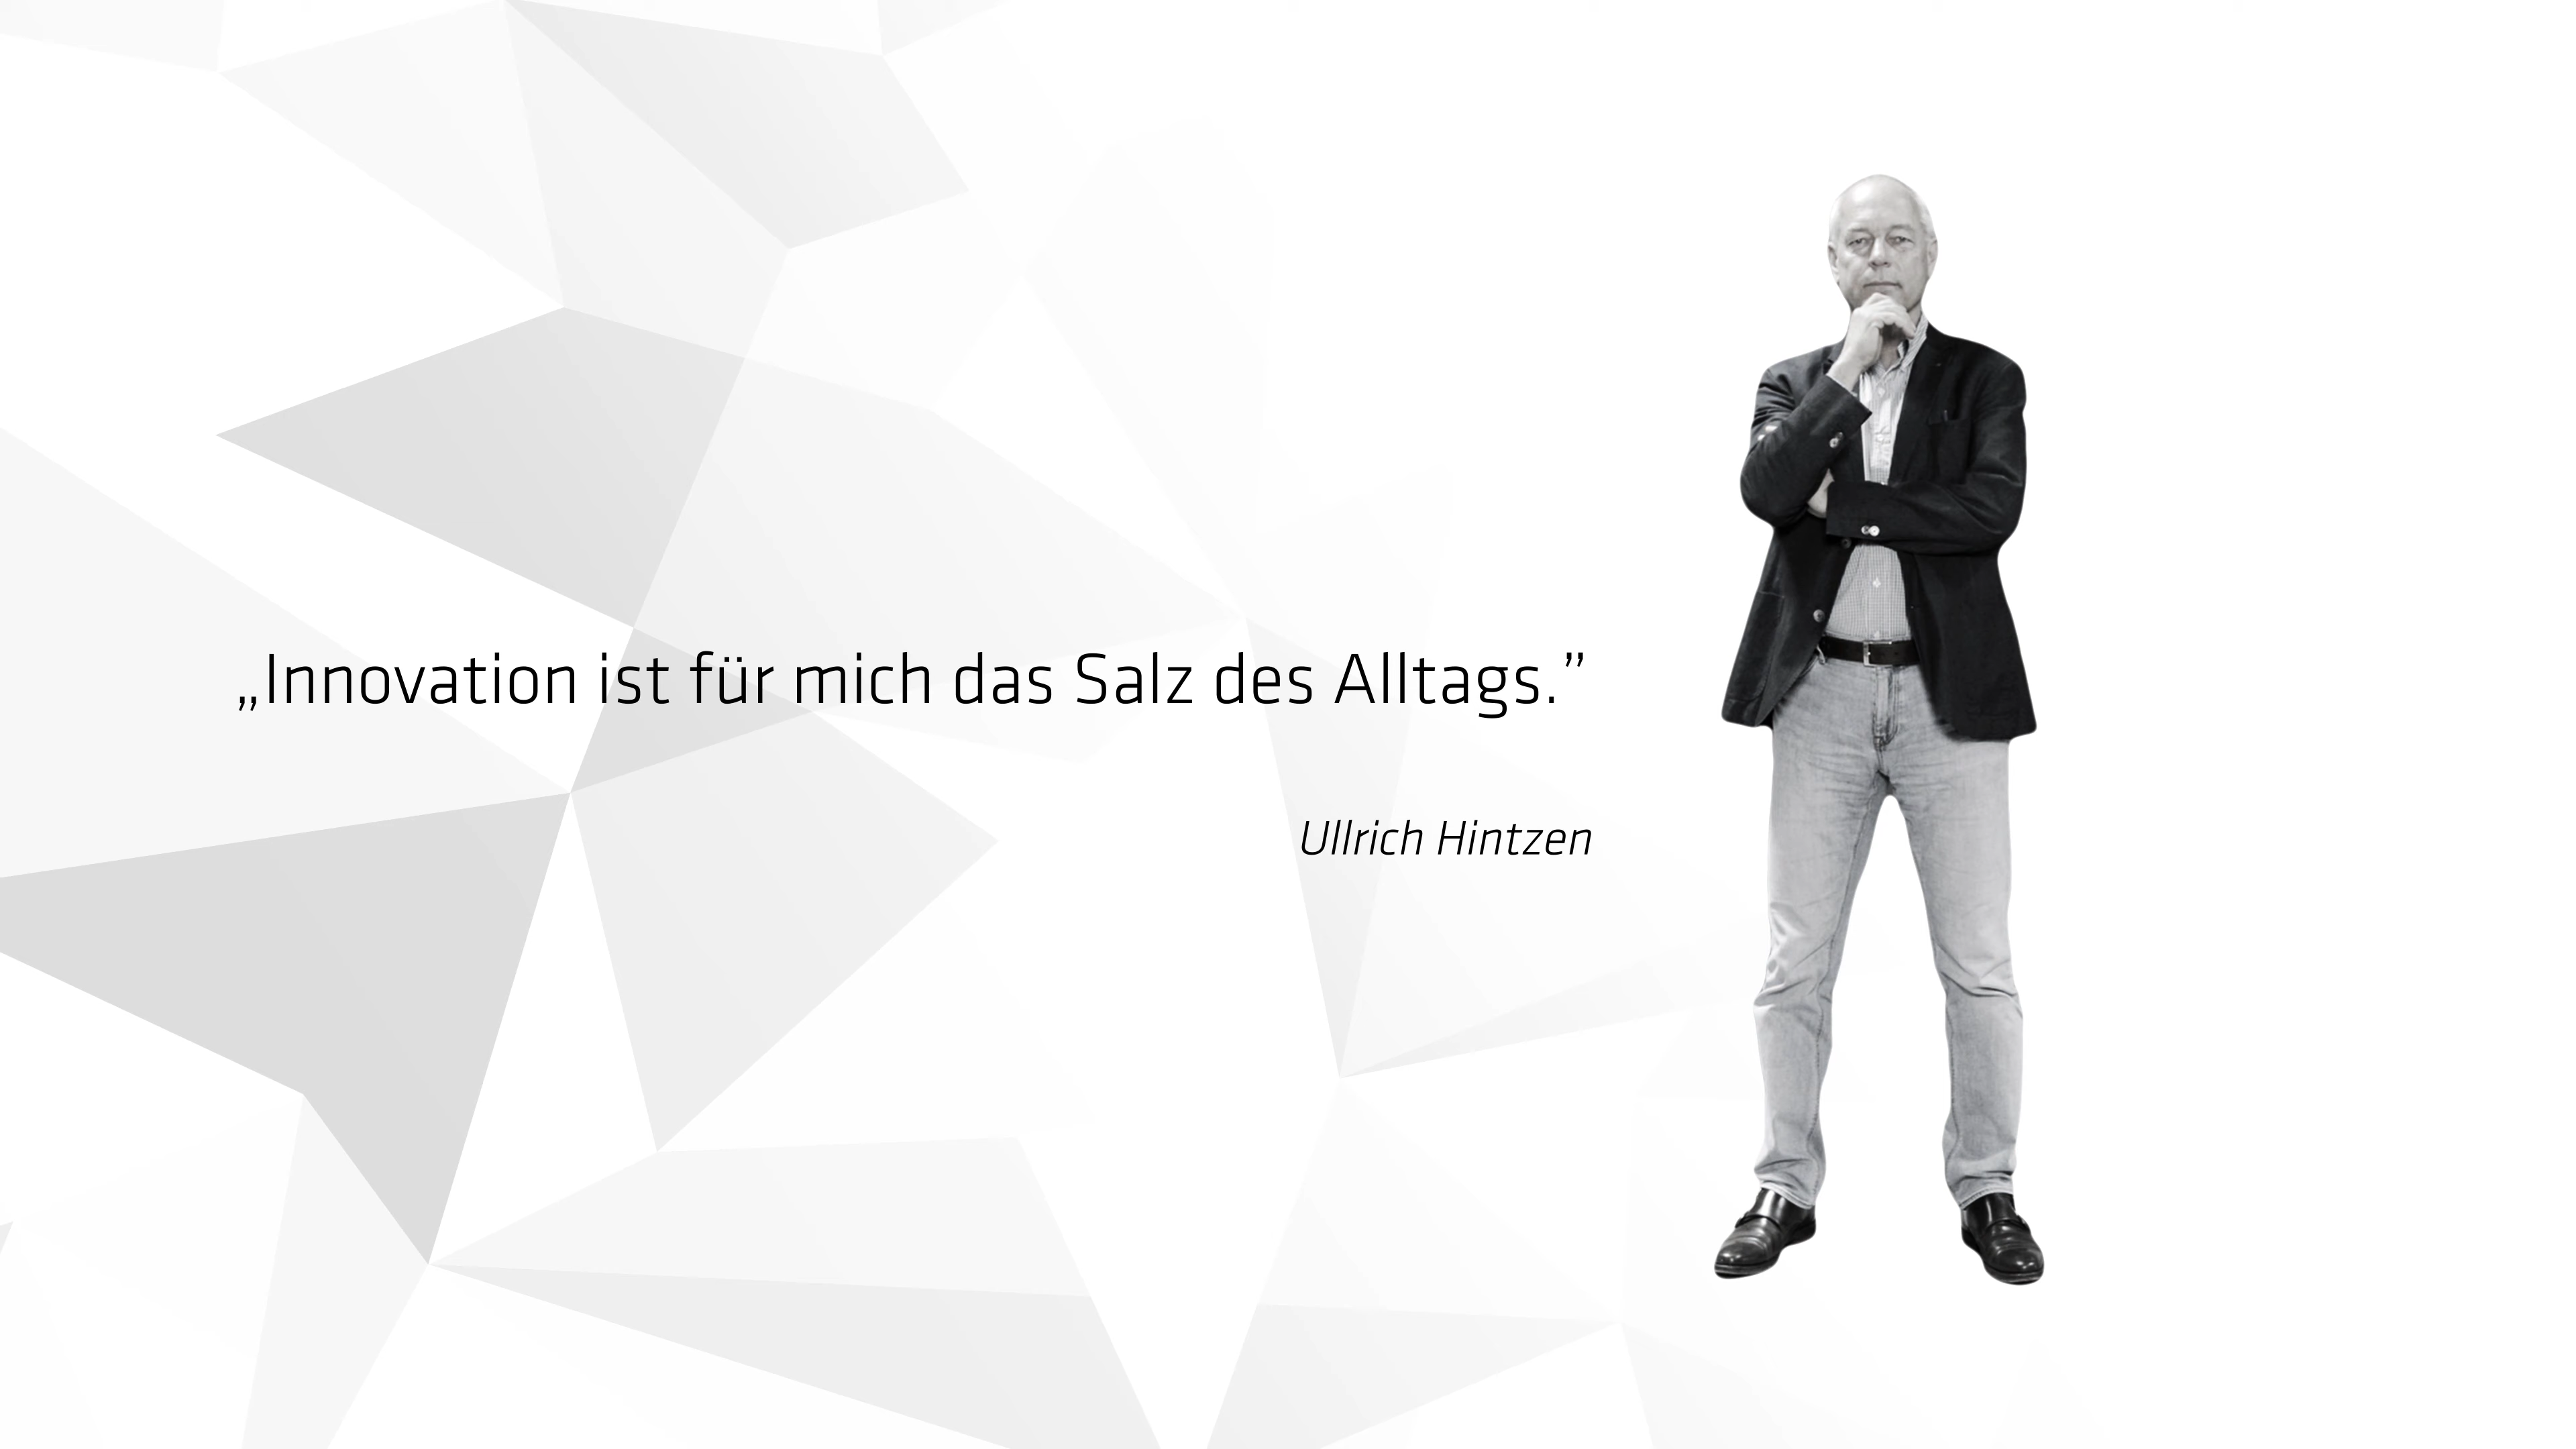 „Innovation ist für mich das Salz des Alltags.”
Ullrich Hintzen